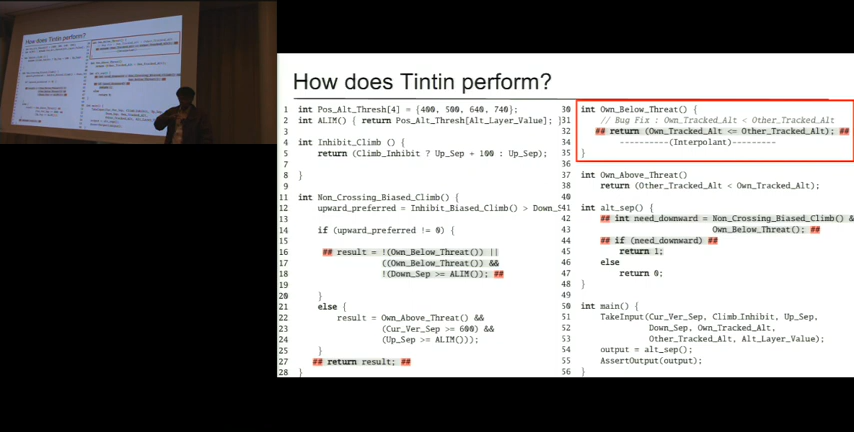 How does Tintin perform?
1 int Pos_Alt_Thresh[4] = {400, 500, 640, 740};
2 int ALIM() { return Pos_Alt_Thresh[Alt_Layer_Value]; }
3
4 int Inhibit_Climb () {
5 return (Climb_Inhibit ? Up_Sep + 100 : Up_Sep);
7
8 }
9
11 int Non_Crossing_Biased_Climb() {
12 upward_preferred = Inhibit_Biased_Climb() > Down_S
13
14 if (upward_preferred != 0) {
15
16 ## result = !(Own_Below_Threat()) ||
17 ((Own_Below_Threat()) &&
18 !(Down_Sep >= ALIM()); ##
19
20 }
21 else {
22 result = Own_Above_Threat() &&
23 (Cur_Ver_Sep >= 600) &&
24 (Up_Sep >= ALIM()));
25 }
27 ## return result; ##
28 }
30 int Own_Below_Threat() {
31 // Bug Fix : Own_Tracked_Alt < Other_Tracked_Alt
32 ## return (Own_Tracked_Alt <= Other_Tracked_Alt); ##
34 ----------(Interpolant)---------
35 }
37 int Own_Above_Threat()
38 return (Other_Tracked_Alt < Own_Tracked_Alt);
40
41 int alt_sep() {
42 ## int need_downward = Non_Crossing_Biased_Climb() &
43 Own_Below_Threat(); ##
44 ## if (need_downward) ##
45 return 1;
46 else
47 return 0;
48 }
49
50 int main() {
51 TakeInput(Cur_Ver_Sep, Climb_Inhibit, Up_Sep,
52 Down_Sep, Own_Tracked_Alt,
53 Other_Tracked_Alt, Alt_Layer_Value);
54 output = alt_sep();
55 AssertOutput(output);
56 }
How does Tintin perform?